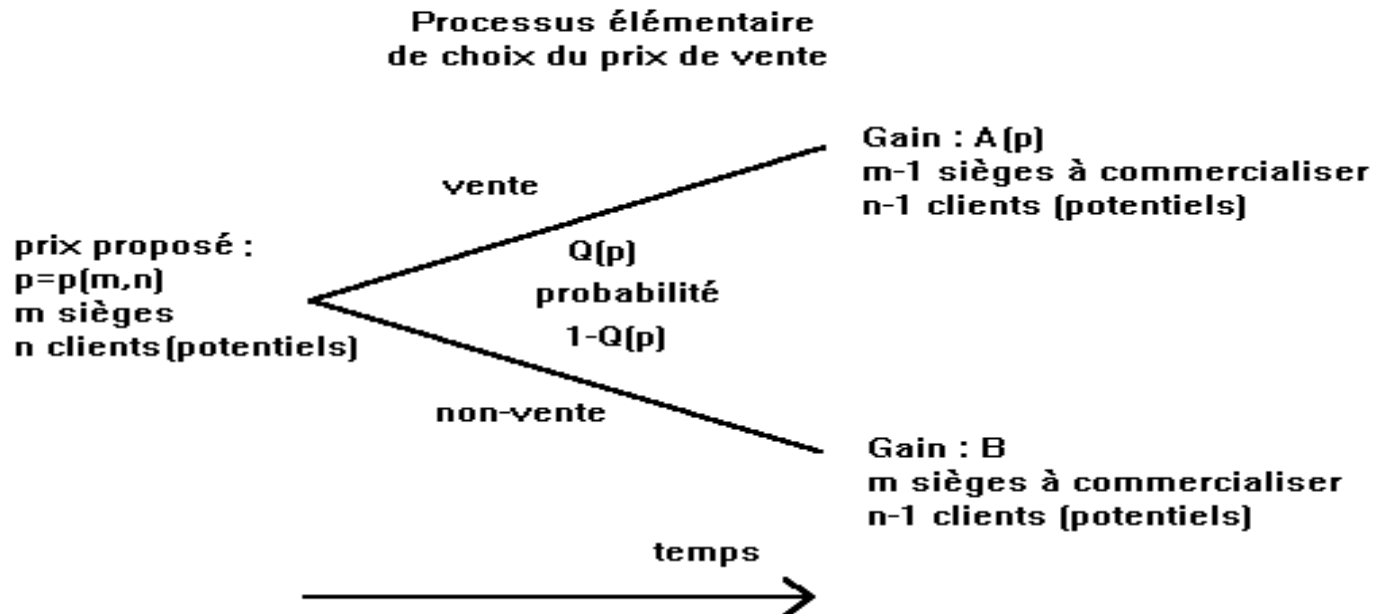 Processus élémentaire
de choix du prix de vente
Gain : A(p)
m-1 sièges à commercialiser
n-1 clients (potentiels)
vente
prix proposé :
p=p(m,n)
m sièges
n clients(potentiels)
Q(p)
probabilité
1-Q(p)
non-vente
Gain : B
m sièges à commercialiser
n-1 clients (potentiels)
temps